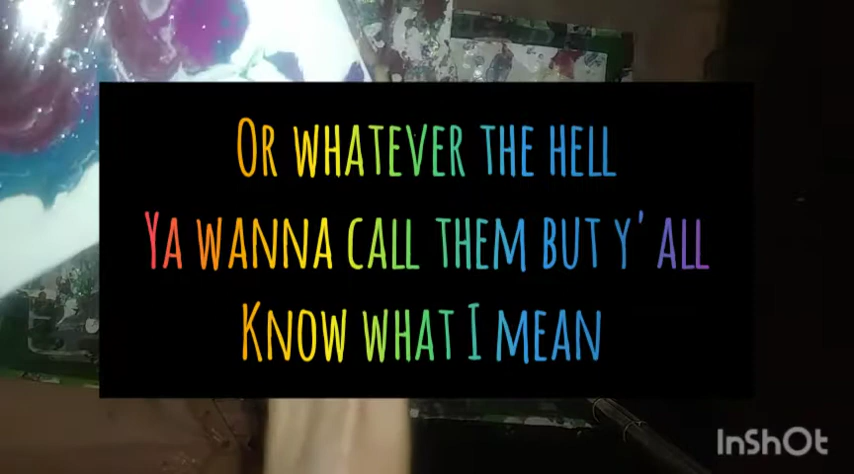 Or whatever the hell
Ya wanna call them but y'all
Know what I mean
InShOt